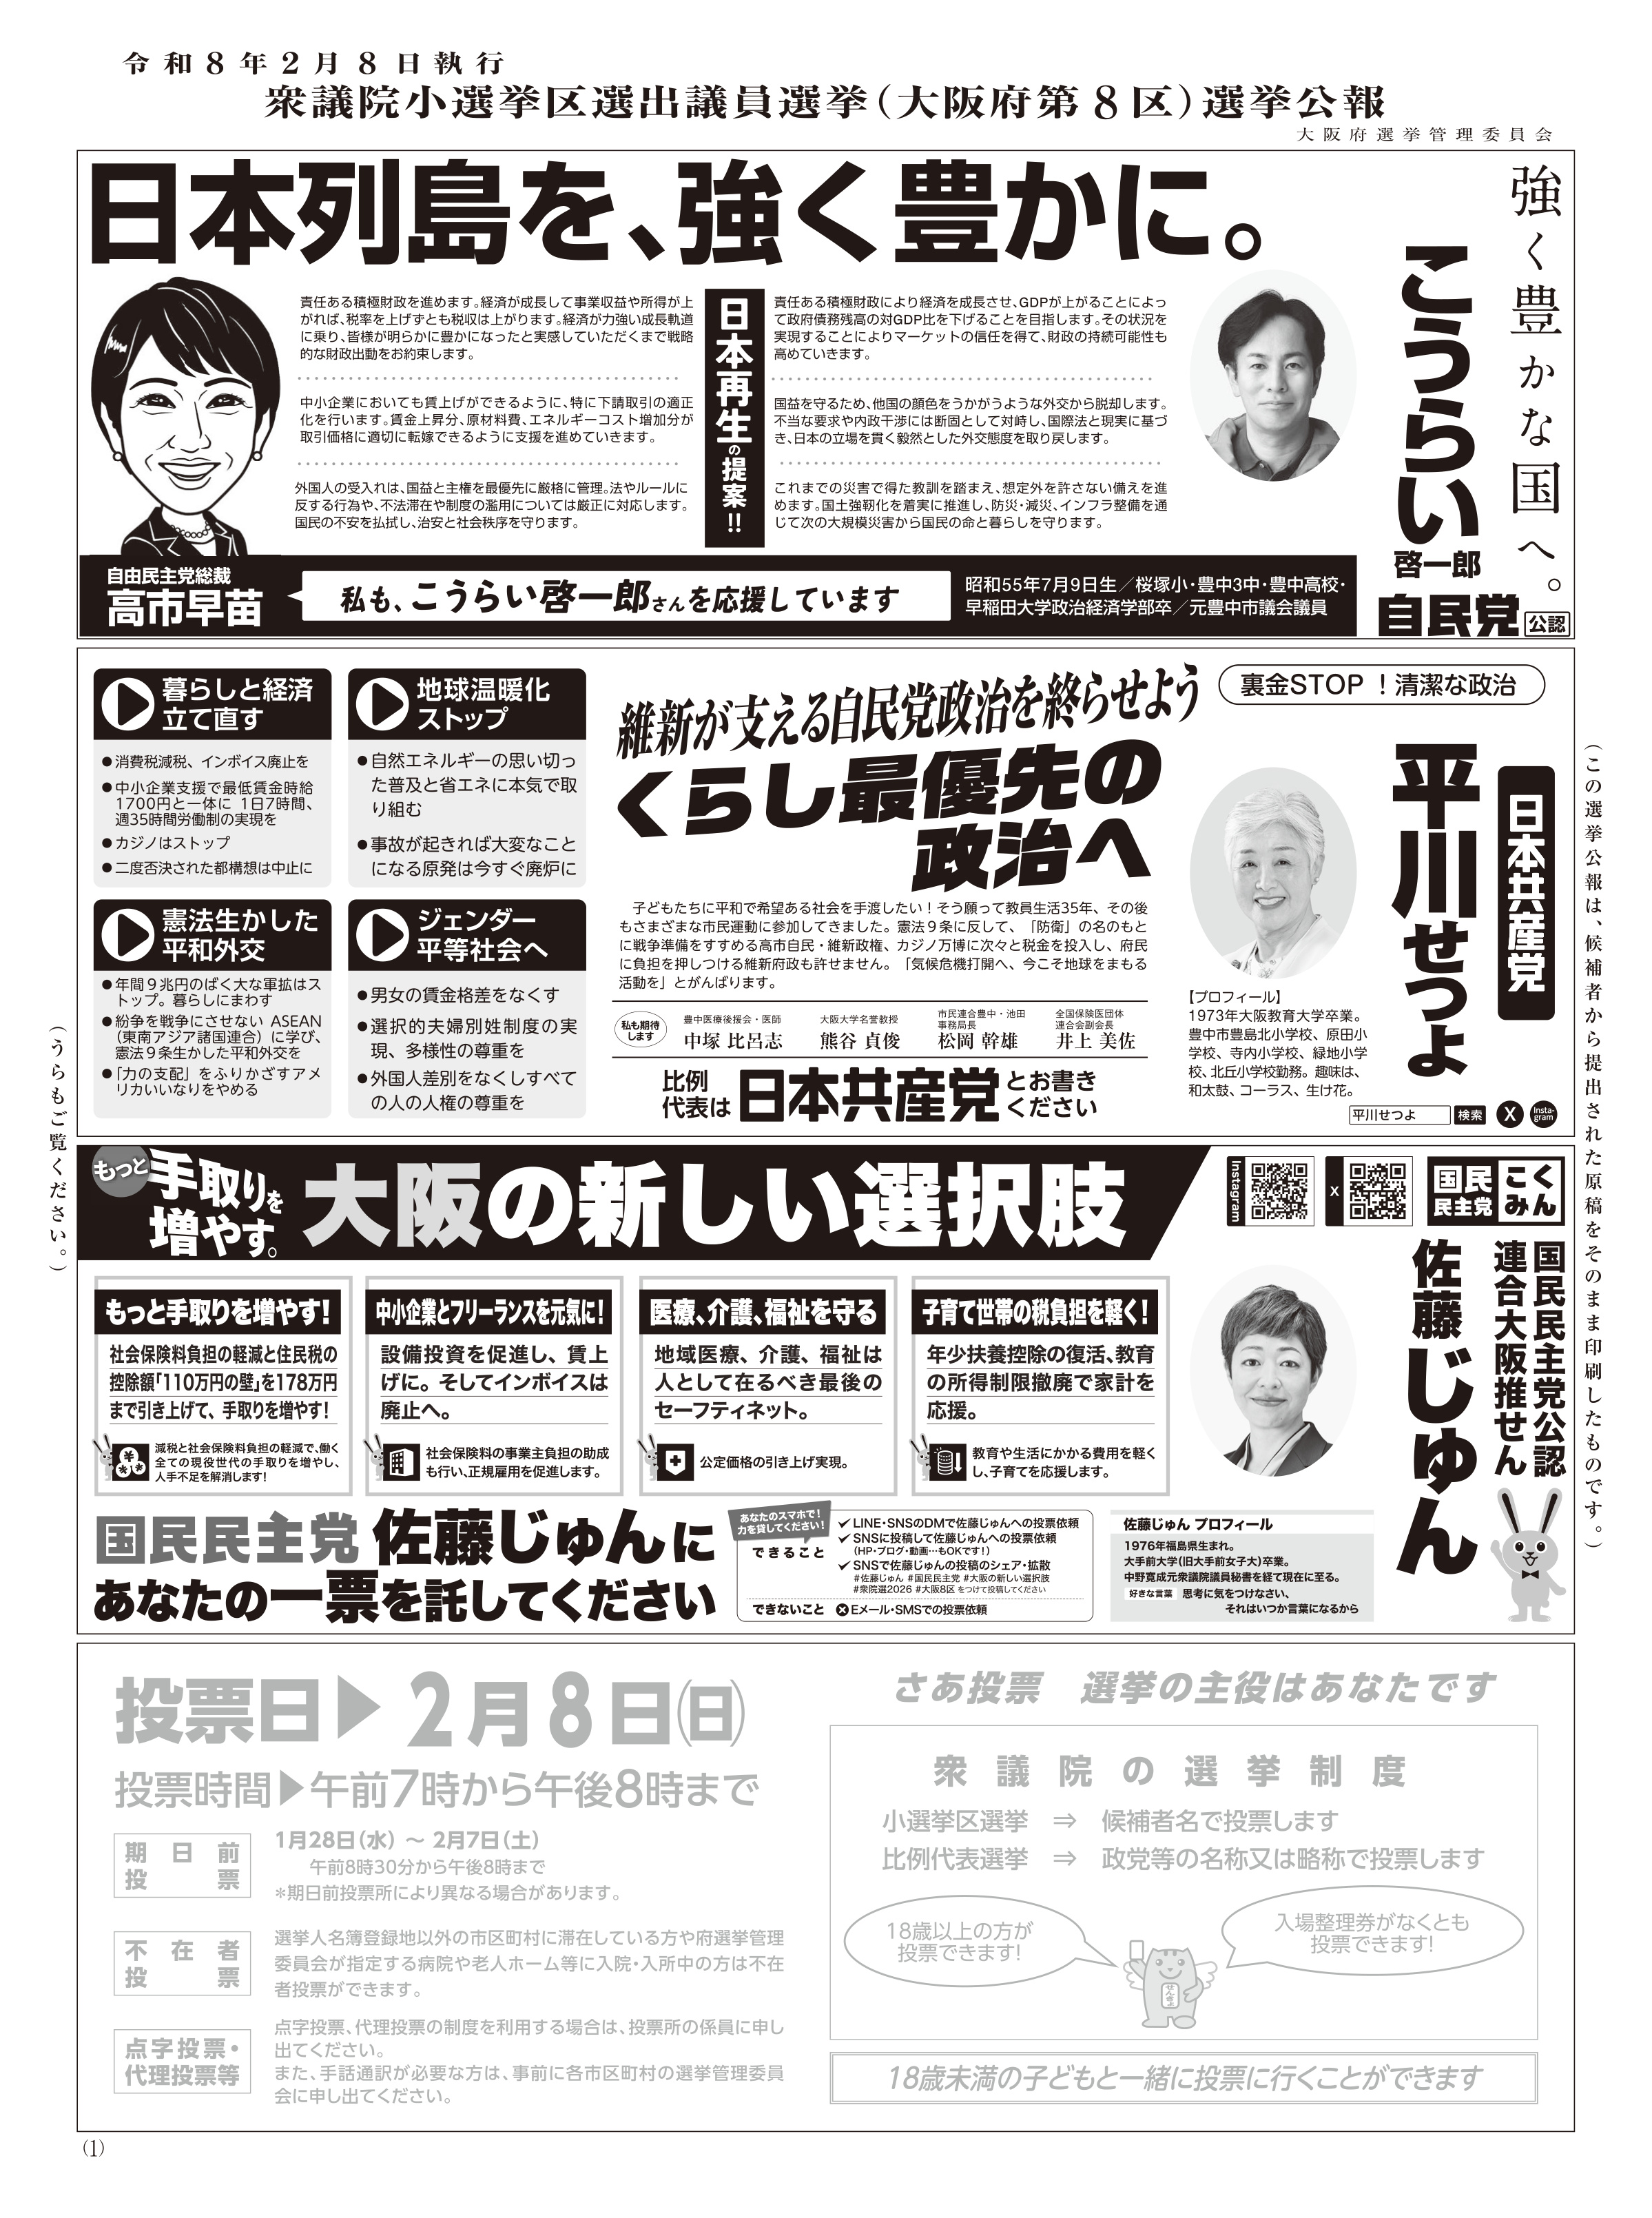 令和8年2月8日執行
衆議院小選挙区選出議員選挙(大阪府第8区)選挙公報
大阪府選挙管理委員会
日本列島を、強く豊かに。
強く豊かな国へ。
こうらい
啓一郎
自民党 公認
責任ある積極財政を進めます。経済が成長して事業収益や所得が上
がれば、税率を上げずとも税収は上がります。経済が力強い成長軌道
に乗り、皆様が明らかに豊かになったと実感していただくまで戦略
的な財政出動をお約束します。
中小企業においても賃上げができるように、特に下請取引の適正
化を行います。賃金上昇分、原材料費、エネルギーコスト増加分が
取引価格に適切に転嫁できるように支援を進めていきます。
外国人の受入れは、国益と主権を最優先に厳格に管理。法やルールに
反する行為や、不法滞在や制度の濫用については厳正に対応します。
国民の不安を払拭し、治安と社会秩序を守ります。
日本再生の提案!!
責任ある積極財政により経済を成長させ、GDPが上がることによっ
て政府債務残高の対GDP比を下げることを目指します。その状況を
実現することによりマーケットの信任を得て、財政の持続可能性も
高めていきます。
国益を守るため、他国の顔色をうかがうような外交から脱却します。
不当な要求や内政干渉には断固として対峙し、国際法と現実に基づ
き、日本の立場を貫く毅然とした外交態度を取り戻します。
これまでの災害で得た教訓を踏まえ、想定外を許さない備えを進
めます。国土強靭化を着実に推進し、防災・減災、インフラ整備を通
じて次の大規模災害から国民の命と暮らしを守ります。
自由民主党総裁
高市早苗
私も、こうらい啓一郎さんを応援しています
昭和55年7月9日生/桜塚小・豊中3中・豊中高校・
早稲田大学政治経済学部卒/元豊中市議会議員
暮らしと経済
立て直す
●消費税減税、インボイス廃止を
●中小企業支援で最低賃金時給
1700円と一体に 1日7時間、
週35時間労働制の実現を
●カジノはストップ
●二度否決された都構想は中止に
地球温暖化
ストップ
●自然エネルギーの思い切っ
た普及と省エネに本気で取
り組む
●事故が起きれば大変なこと
になる原発は今すぐ廃炉に
憲法生かした
平和外交
●年間9兆円のばく大な軍拡はス
トップ。暮らしにまわす
●紛争を戦争にさせない ASEAN
(東南アジア諸国連合)に学び、
憲法9条生かした平和外交を
●「力の支配」をふりかざすアメ
リカいいなりをやめる
ジェンダー
平等社会へ
●男女の賃金格差をなくす
●選択的夫婦別姓制度の実
現、多様性の尊重を
●外国人差別をなくしすべて
の人の人権の尊重を
維新が支える自民党政治を終らせよう
くらし最優先の
政治へ
子どもたちに平和で希望ある社会を手渡したい!そう願って教員生活35年、その後
もさまざまな市民運動に参加してきました。憲法9条に反して、「防衛」の名のもと
に戦争準備をすすめる高市自民・維新政権、カジノ万博に次々と税金を投入し、府民
に負担を押しつける維新府政も許せません。「気候危機打開へ、今こそ地球をまもる
活動を」とがんばります。
私も期待
します
豊中医療後援会・医師
中塚 比呂志
大阪大学名誉教授
熊谷 貞俊
市民連合豊中・池田
事務局長
松岡 幹雄
全国保険医団体
連合会副会長
井上 美佐
比例
代表は
日本共産党
とお書き
ください
裏金STOP !清潔な政治
日本共産党
平川せつよ
【プロフィール】
1973年大阪教育大学卒業。
豊中市豊島北小学校、原田小
学校、寺内小学校、緑地小学
校、北丘小学校勤務。趣味は、
和太鼓、コーラス、生け花。
平川せつよ 検索 X Insta-
gram
(この選挙公報は、候補者から提出された原稿をそのまま印刷したものです。)
(うらもご覧ください。)
もっと手取りを
増やす。
大阪の新しい選択肢
Instagram
X
国民
民主党
こく
みん
国民民主党公認
連合大阪推せん
佐藤じゅん
もっと手取りを増やす!
社会保険料負担の軽減と住民税の
控除額「110万円の壁」を178万円
まで引き上げて、手取りを増やす!
減税と社会保険料負担の軽減で、働く
全ての現役世代の手取りを増やし、
人手不足を解消します!
中小企業とフリーランスを元気に!
設備投資を促進し、賃上
げに。そしてインボイスは
廃止へ。
社会保険料の事業主負担の助成
も行い、正規雇用を促進します。
医療、介護、福祉を守る
地域医療、介護、福祉は
人として在るべき最後の
セーフティネット。
公定価格の引き上げ実現。
子育て世帯の税負担を軽く!
年少扶養控除の復活、教育
の所得制限撤廃で家計を
応援。
教育や生活にかかる費用を軽く
し、子育てを応援します。
国民民主党 佐藤じゅんに
あなたの一票を託してください
あなたのスマホで!
力を貸してください!
できること
✓LINE・SNSのDMで佐藤じゅんへの投票依頼
✓SNSに投稿して佐藤じゅんへの投票依頼
(HP・ブログ・動画…もOKです!)
✓SNSで佐藤じゅんの投稿のシェア・拡散
#佐藤じゅん #国民民主党 #大阪の新しい選択肢
#衆院選2026 #大阪8区 をつけて投稿してください
できないこと ×Eメール・SMSでの投票依頼
佐藤じゅん プロフィール
1976年福島県生まれ。
大手前大学(旧大手前女子大)卒業。
中野寛成元衆議院議員秘書を経て現在に至る。
好きな言葉 思考に気をつけなさい、
それはいつか言葉になるから
投票日▶2月8日(日)
投票時間▶午前7時から午後8時まで
期日前
投票
1月28日(水)～2月7日(土)
午前8時30分から午後8時まで
*期日前投票所により異なる場合があります。
不在者
投票
選挙人名簿登録地以外の市区町村に滞在している方や府選挙管理
委員会が指定する病院や老人ホーム等に入院・入所中の方は不在
者投票ができます。
点字投票・
代理投票等
点字投票、代理投票の制度を利用する場合は、投票所の係員に申し
出てください。
また、手話通訳が必要な方は、事前に各市区町村の選挙管理委員
会に申し出てください。
さあ投票 選挙の主役はあなたです
衆議院の選挙制度
小選挙区選挙 ⇒ 候補者名で投票します
比例代表選挙 ⇒ 政党等の名称又は略称で投票します
18歳以上の方が
投票できます!
入場整理券がなくとも
投票できます!
せんきょ
18歳未満の子どもと一緒に投票に行くことができます
(1)